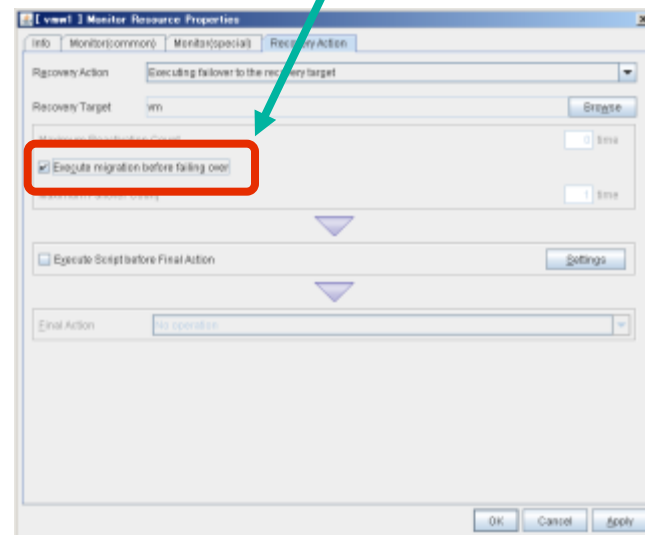 [ vmw1 ] Monitor Resource Properties
Info Monitor(common) Monitor(special) Recovery Action
Recovery Action Executing failover to the recovery target
Recovery Target vm Browse
0 time
Execute migration before failing over
1 time
Execute Script before Final Action Settings
Final Action No operation
OK Cancel Apply